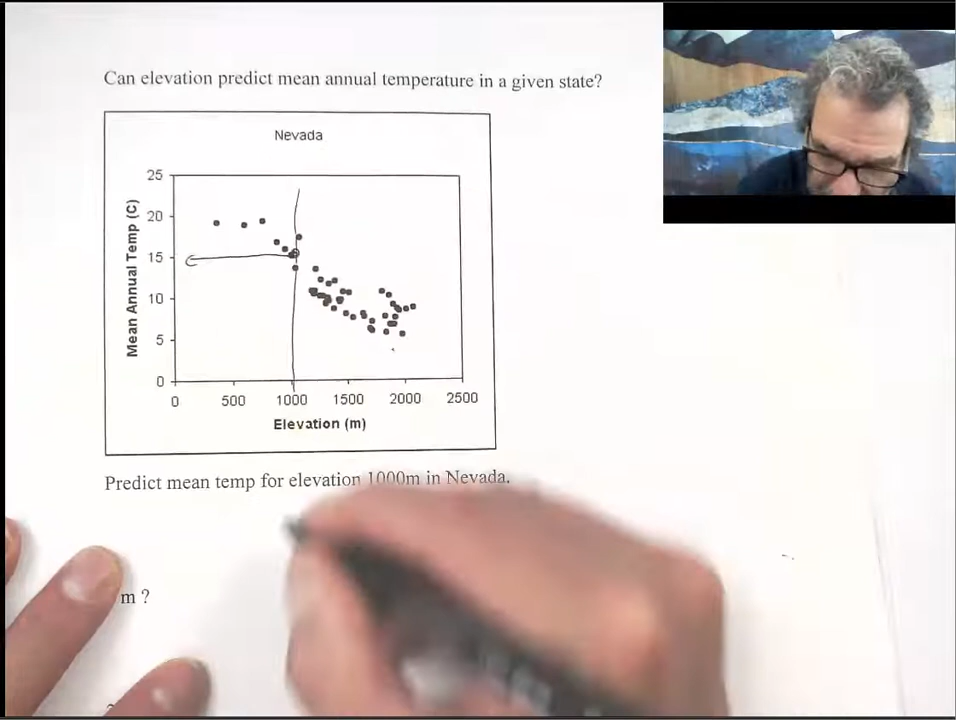 Can elevation predict mean annual temperature in a given state?
Nevada
25
20
15
10
5
0
Mean Annual Temp (C)
0 500 1000 1500 2000 2500
Elevation (m)
Predict mean temp for elevation 1000m in Nevada.
m ?